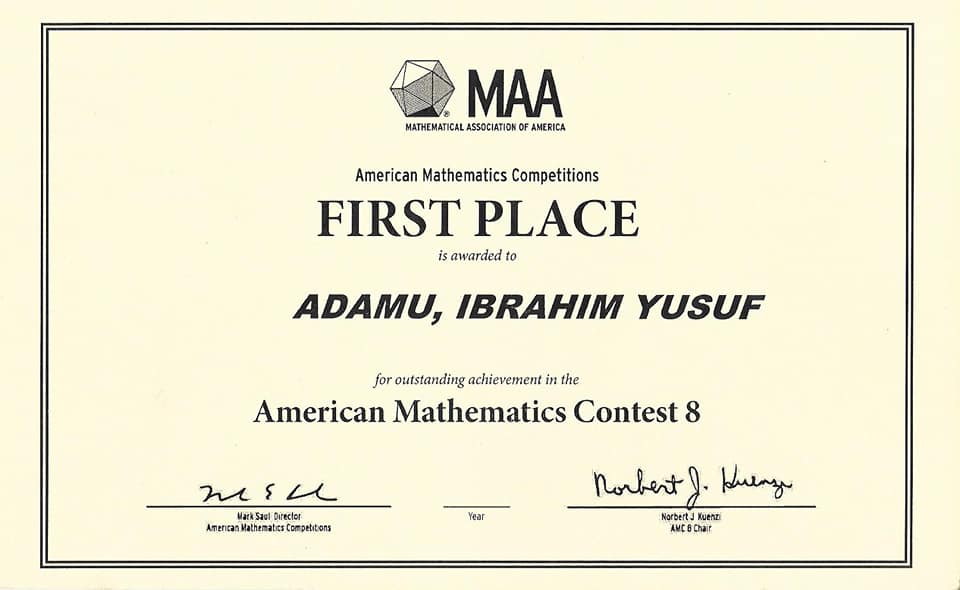 MAA
MATHEMATICAL ASSOCIATION OF AMERICA
American Mathematics Competitions
FIRST PLACE
is awarded to
ADAMU, IBRAHIM YUSUF
for outstanding achievement in the
American Mathematics Contest 8
Norbert J. Kuenzi
Mark Saul Director
American Mathematics Competitions
Year
Norbert J Kuenzi
AMC 8 Chair